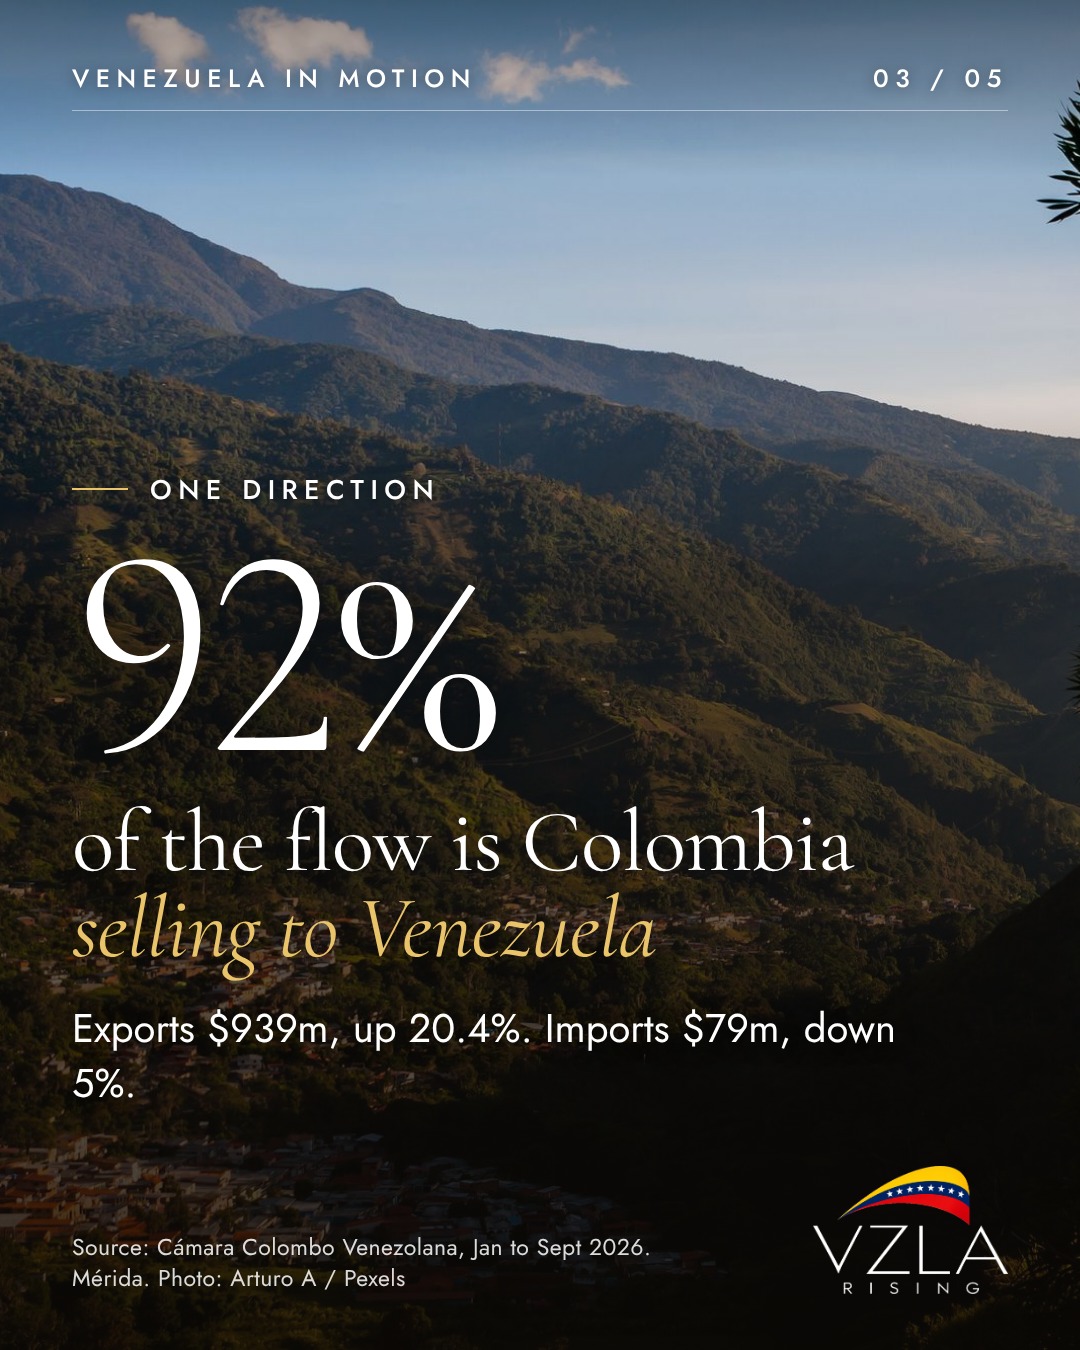 VENEZUELA IN MOTION
03 / 05
ONE DIRECTION
92%
of the flow is Colombia
selling to Venezuela
Exports $939m, up 20.4%. Imports $79m, down
5%.
Source: Cámara Colombo Venezolana, Jan to Sept 2026.
Mérida. Photo: Arturo A / Pexels
VZLA
RISING